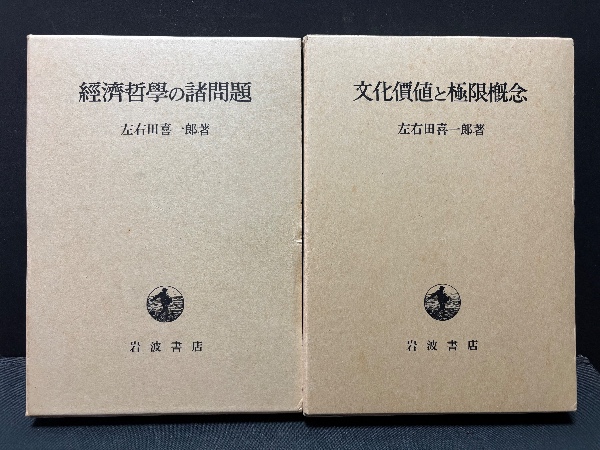 經濟哲學の諸問題
左右田喜一郎著
岩波書店
文化價値と極限槪念
左右田喜一郎著
岩波書店